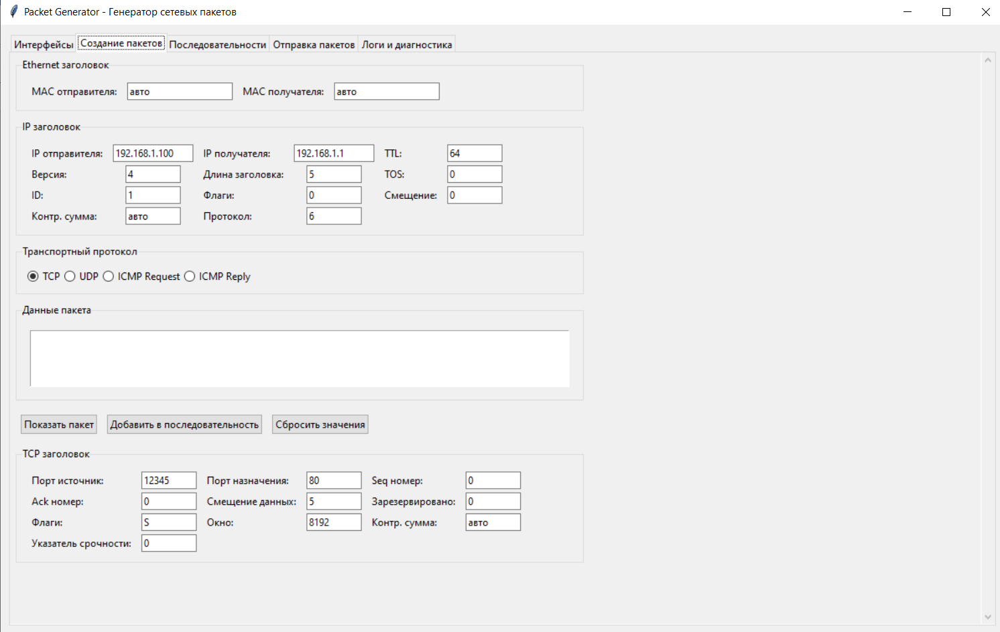 Packet Generator - Генератор сетевых пакетов
Интерфейсы Создание пакетов Последовательности Отправка пакетов Логи и диагностика
Ethernet заголовок
MAC отправителя: авто MAC получателя: авто
IP заголовок
IP отправителя: 192.168.1.100 IP получателя: 192.168.1.1 TTL: 64
Версия: 4 Длина заголовка: 5 TOS: 0
ID: 1 Флаги: 0 Смещение: 0
Контр. сумма: авто Протокол: 6
Транспортный протокол
TCP UDP ICMP Request ICMP Reply
Данные пакета
Показать пакет Добавить в последовательность Сбросить значения
TCP заголовок
Порт источник: 12345 Порт назначения: 80 Seq номер: 0
Ack номер: 0 Смещение данных: 5 Зарезервировано: 0
Флаги: S Окно: 8192 Контр. сумма: авто
Указатель срочности: 0